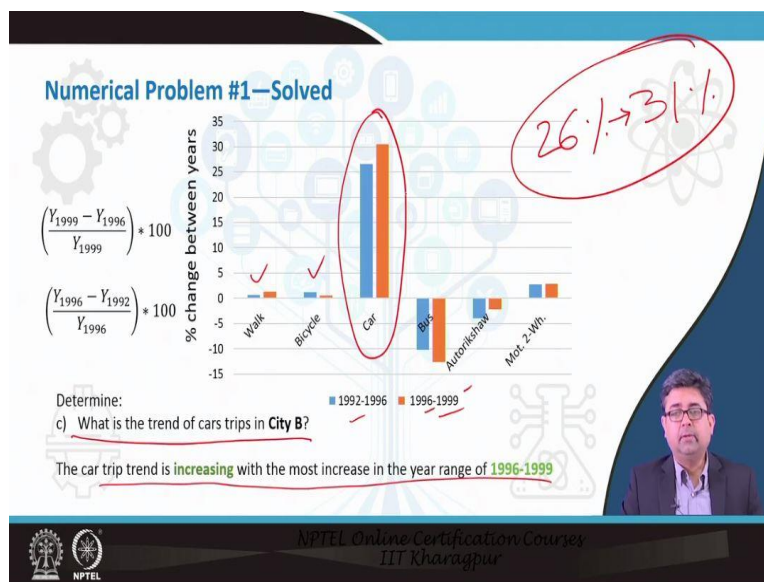 Numerical Problem #1—Solved
26% → 31%
% change between years
35
30
25
20
15
10
5
0
-5
-10
-15
(Y1999 − Y1996 / Y1999) * 100
(Y1996 − Y1992 / Y1996) * 100
Walk
Bicycle
Car
Bus
Autorikshaw
Mot. 2-Wh.
1992-1996 1996-1999
Determine:
c) What is the trend of cars trips in City B?
The car trip trend is increasing with the most increase in the year range of 1996-1999
NPTEL Online Certification Courses
IIT Kharagpur
NPTEL